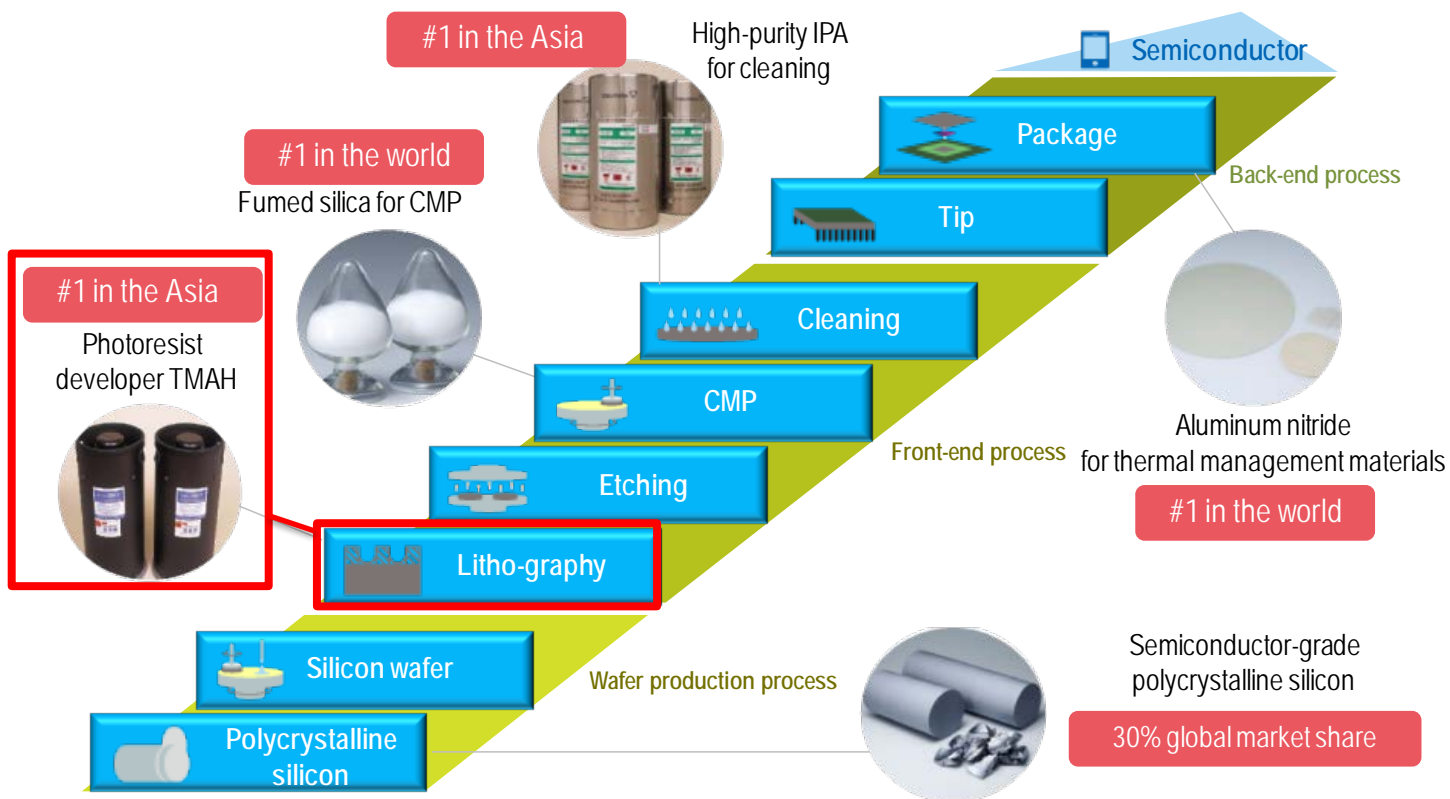 #1 in the Asia
High-purity IPA
for cleaning
Semiconductor
Package
Back-end process
#1 in the world
Fumed silica for CMP
Tip
#1 in the Asia
Photoresist
developer TMAH
Cleaning
CMP
Front-end process
Aluminum nitride
for thermal management materials
#1 in the world
Etching
Litho-graphy
Silicon wafer
Wafer production process
Semiconductor-grade
polycrystalline silicon
30% global market share
Polycrystalline
silicon